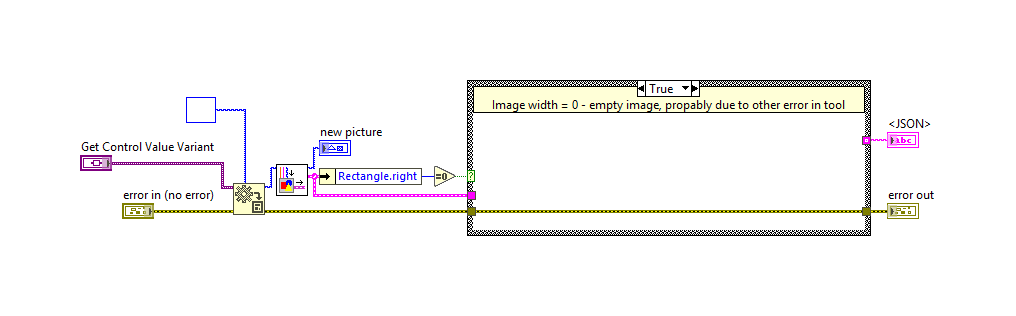 True
Image width = 0 - empty image, propably due to other error in tool
<JSON>
new picture
Abc
Get Control Value Variant
Rectangle.right
=0
?
error in (no error)
error out